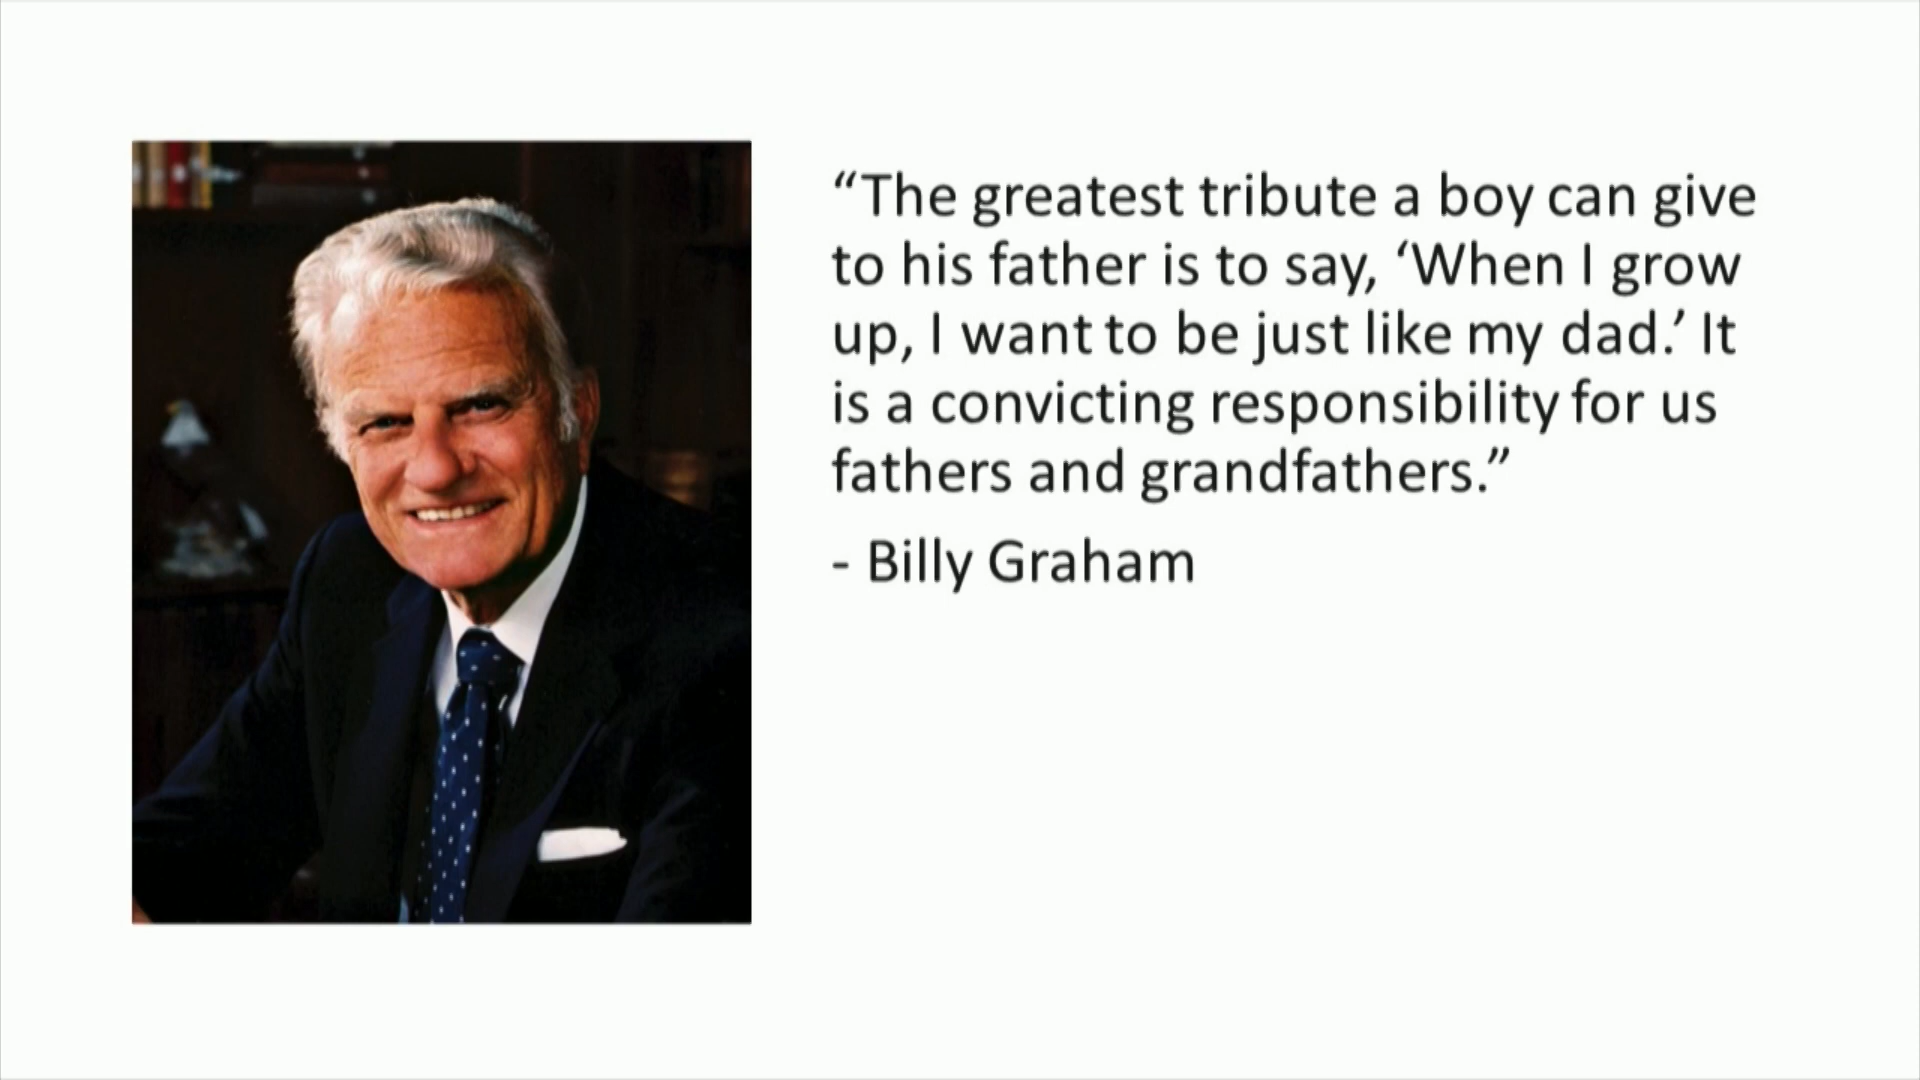 “The greatest tribute a boy can give
to his father is to say, ‘When I grow
up, I want to be just like my dad.’ It
is a convicting responsibility for us
fathers and grandfathers.”
- Billy Graham